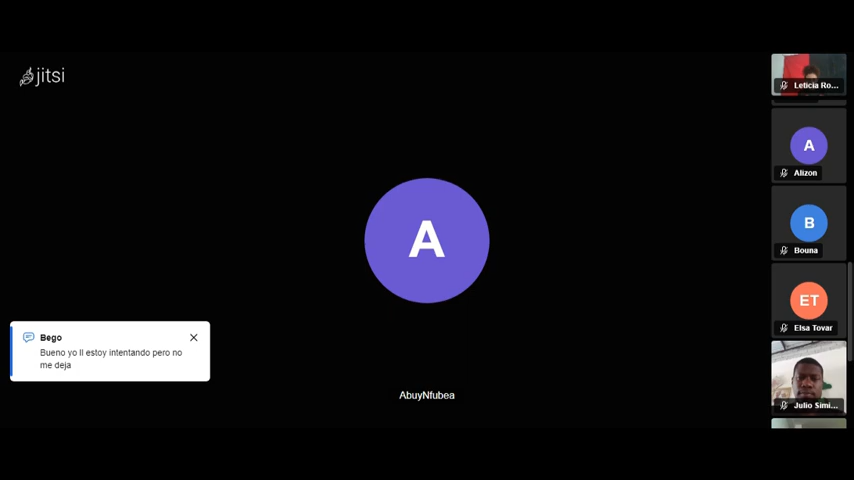 jitsi
Leticia Ro...
A
Alizon
B
Bouna
ET
Elsa Tovar
Julio Simi...
A
AbuyNfubea
Bego
Bueno yo ll estoy intentando pero no
me deja